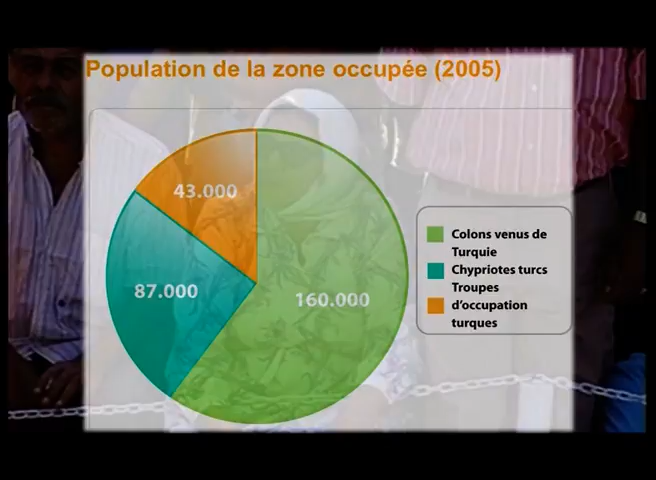 Population de la zone occupée (2005)
43.000
87.000
160.000
Colons venus de
Turquie
Chypriotes turcs
Troupes
d'occupation
turques